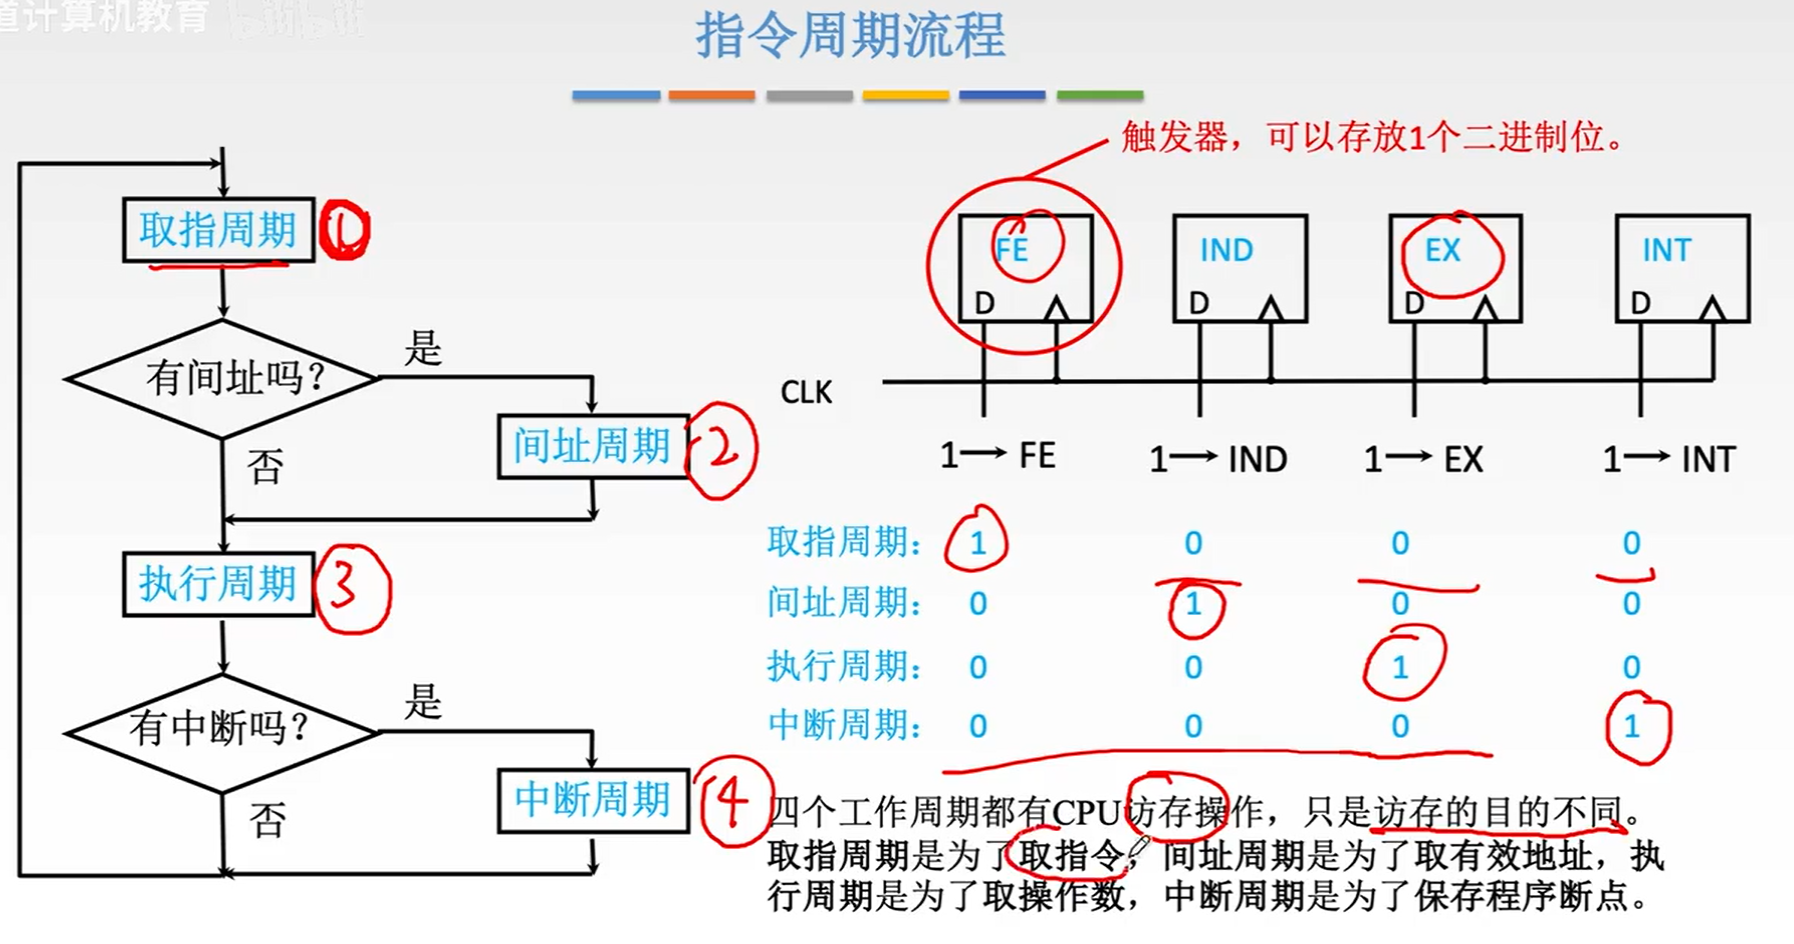 道计算机教育 bilibili
指令周期流程
触发器，可以存放1个二进制位。
取指周期 1
有间址吗?
是
间址周期 2
否
执行周期 3
有中断吗?
是
中断周期 4
否
FE IND EX INT
D D D D
CLK
1→ FE 1→ IND 1→ EX 1→ INT
取指周期： 1 0 0 0
间址周期： 0 1 0 0
执行周期： 0 0 1 0
中断周期： 0 0 0 1
四个工作周期都有CPU访存操作，只是访存的目的不同。
取指周期是为了取指令，间址周期是为了取有效地址，执
行周期是为了取操作数，中断周期是为了保存程序断点。